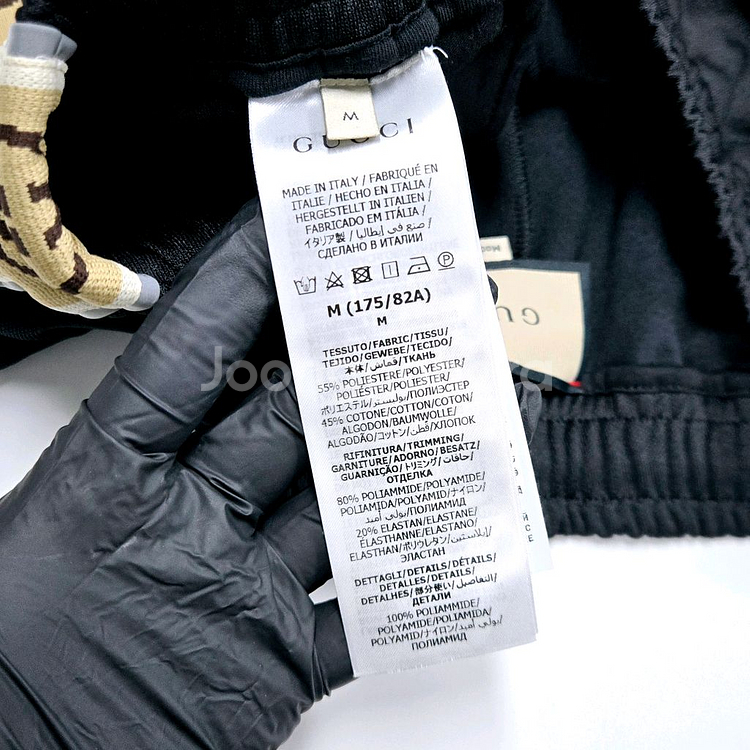 M
GUCCI
MADE IN ITALY / FABRIQUÉ EN
ITALIE / HECHO EN ITALIA /
HERGESTELLT IN ITALIEN /
FABRICADO EM ITÁLIA /
イタリア製 / صنع في إيطاليا /
СДЕЛАНО В ИТАЛИИ
M (175/82A)
M
TESSUTO/FABRIC/TISSU/
TEJIDO/GEWEBE/TECIDO/
本体/قماش/ТКАНЬ
55% POLIESTERE/POLYESTER/
POLIÉSTER/POLIESTER/
ポリエステル/بوليستر/ПОЛИЭСТЕР
45% COTONE/COTTON/COTON/
ALGODON/BAUMWOLLE/
ALGODÃO/コットン/قطن/ХЛОПОК
RIFINITURA/TRIMMING/
GARNITURE/ADORNO/BESATZ/
GUARNIÇÃO/トリミング/حافات/
ОТДЕЛКА
80% POLIAMMIDE/POLYAMIDE/
POLIAMIDA/POLYAMID/ナイロン/
بولي أميد/ПОЛИАМИД
20% ELASTAN/ELASTANE/
ÉLASTHANNE/ELASTANO/
ELASTHAN/ポリウレタン/إيلاستين/
ЭЛАСТАН
DETTAGLI/DETAILS/DÉTAILS/
DETALLES/DETAILS/
DETALHES/部分使い/التفاصيل/
ДЕТАЛИ
100% POLIAMMIDE/
POLYAMIDE/POLIAMIDA/
POLYAMID/ナイロン/بولي أميد/
ПОЛИАМИД